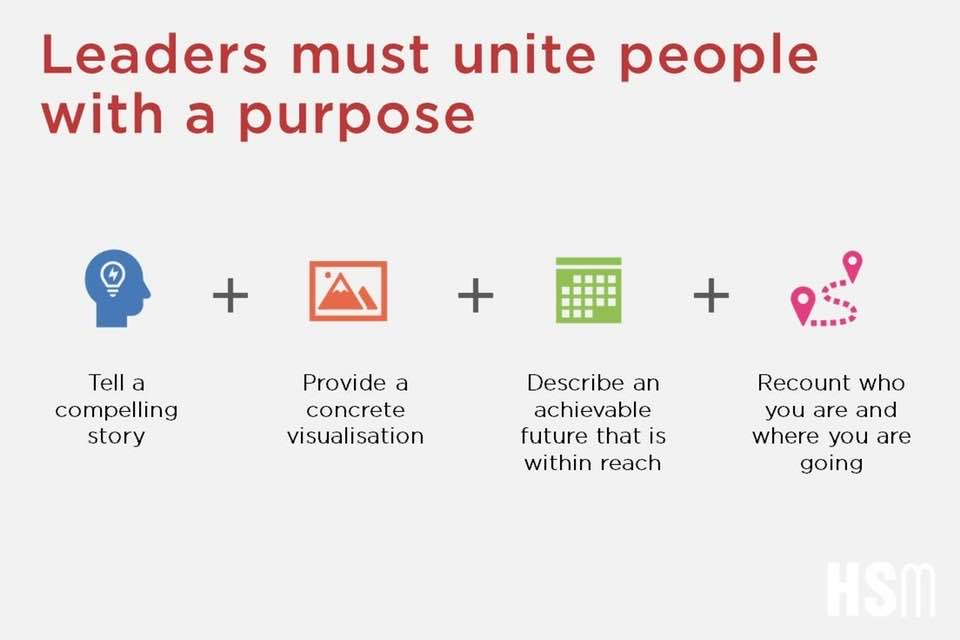 Leaders must unite people
with a purpose
+
+
+
Tell a
compelling
story
Provide a
concrete
visualisation
Describe an
achievable
future that is
within reach
Recount who
you are and
where you are
going
HSm